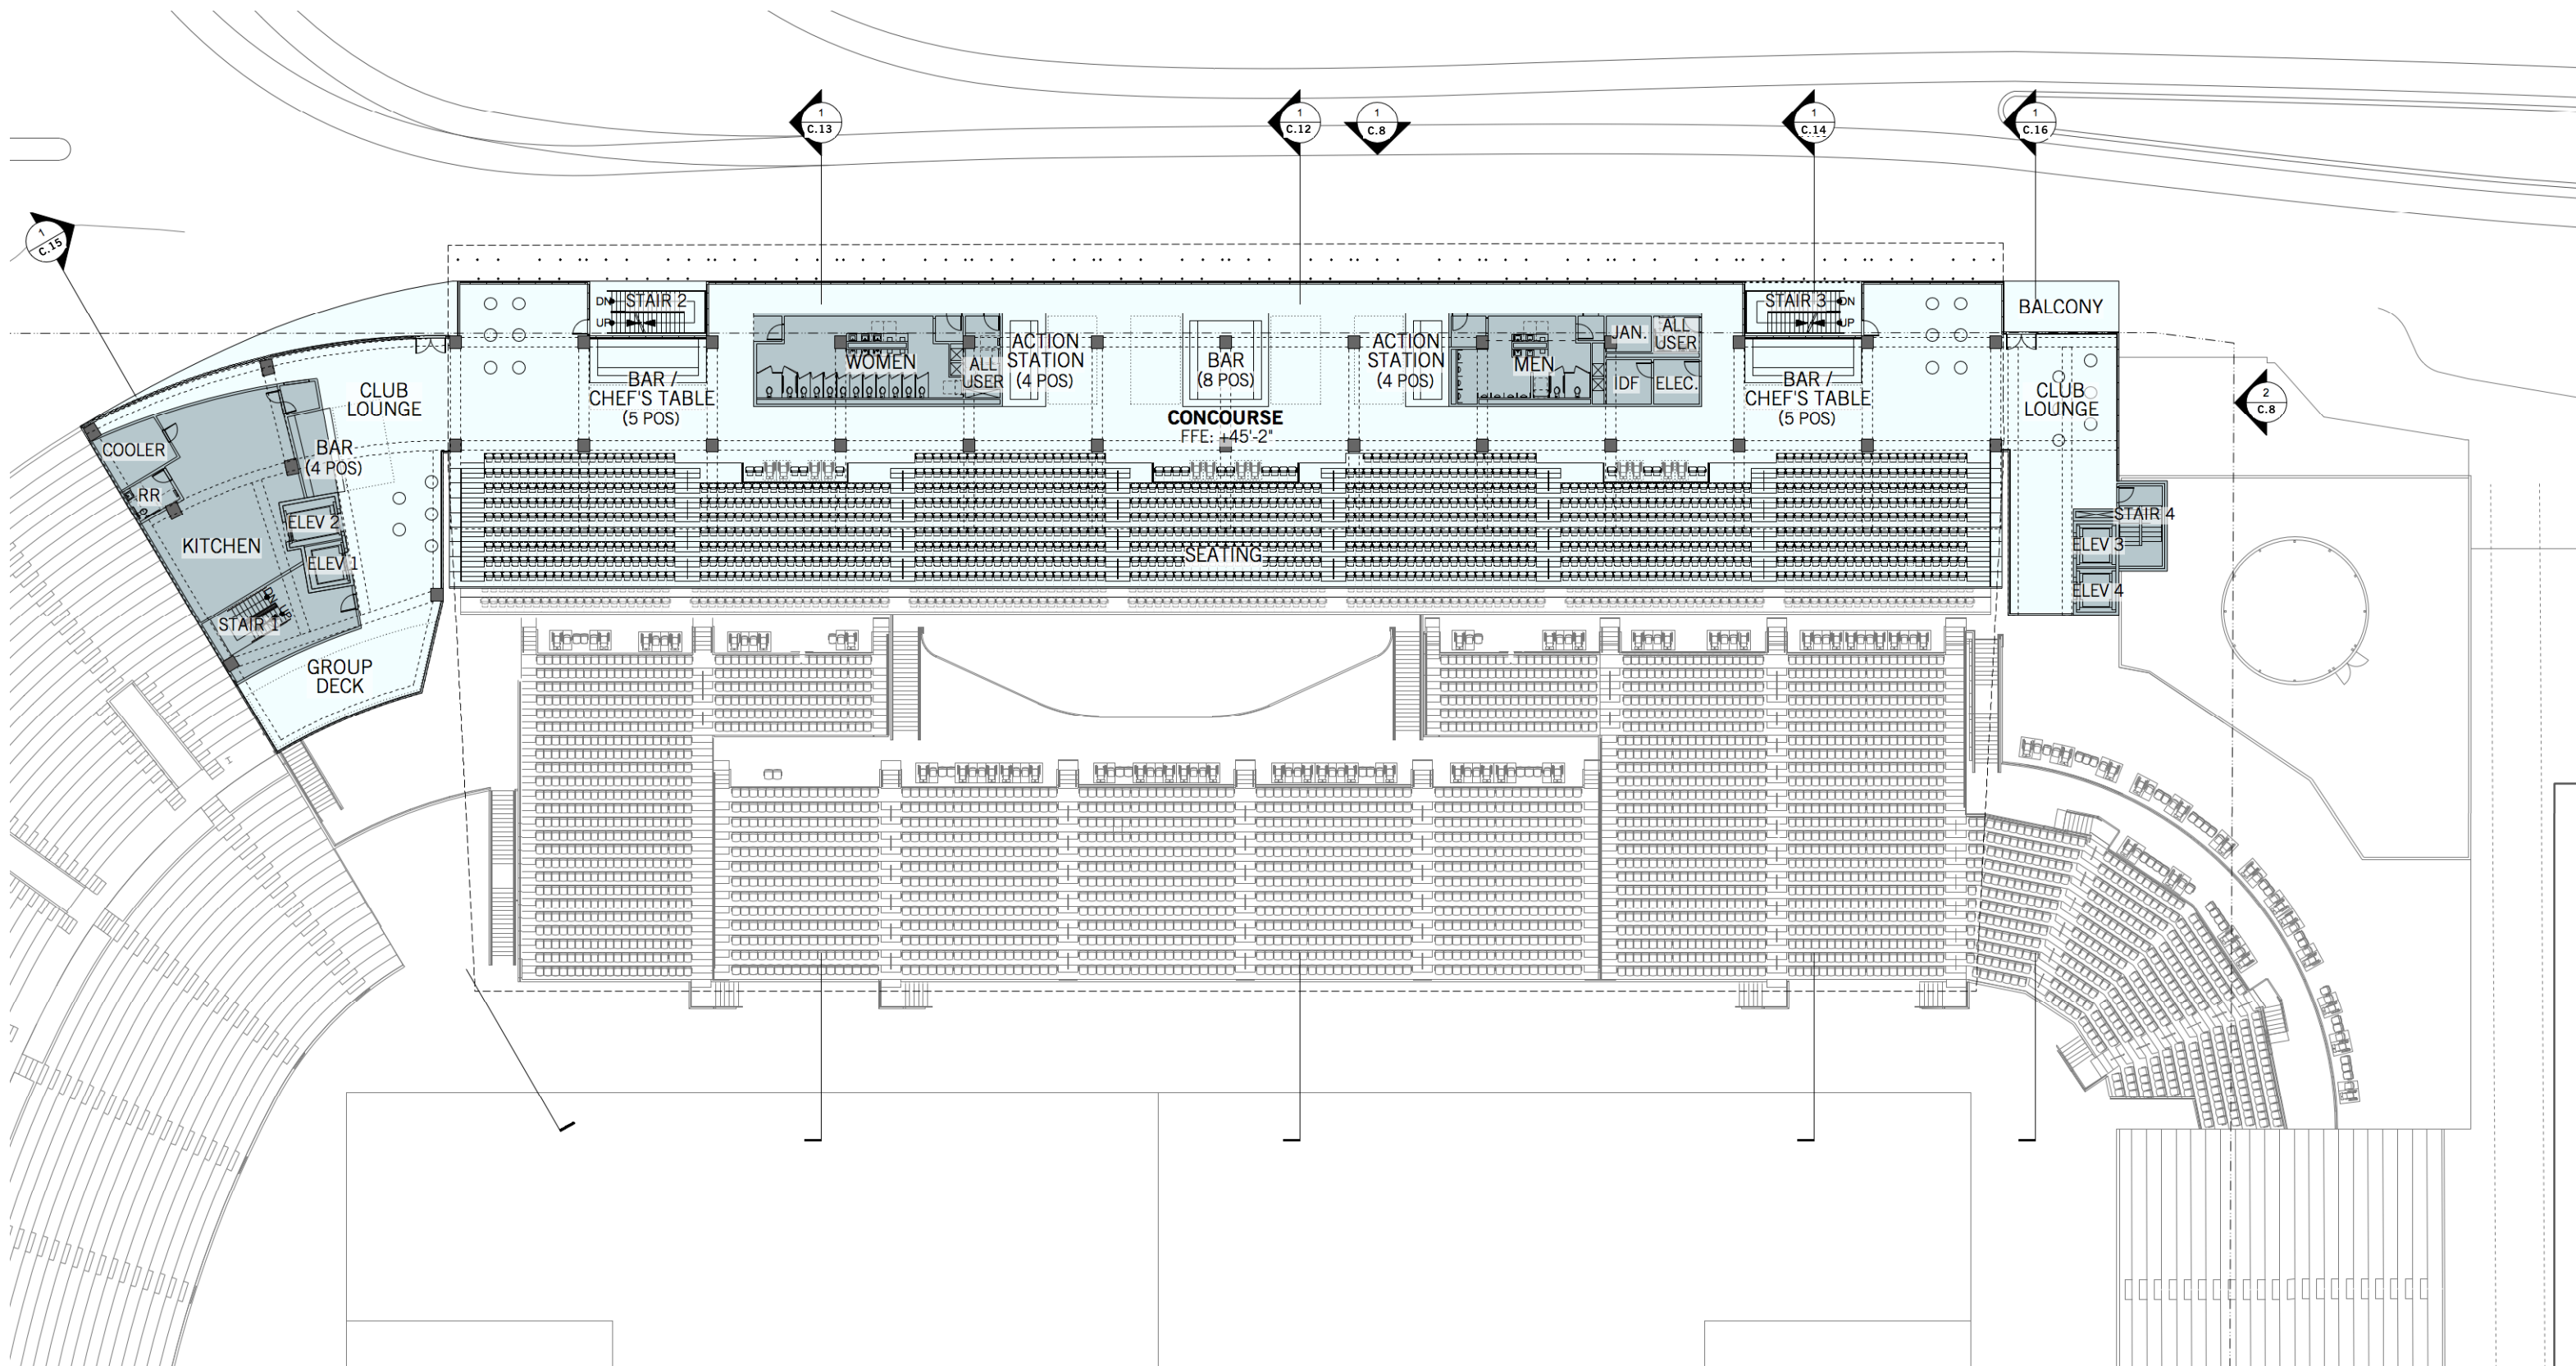 1
C.13
1
C.12
1
C.8
1
C.14
1
C.16
1
C.15
DN
STAIR 2
UP
STAIR 3
DN
UP
BALCONY
WOMEN
ALL
USER
ACTION
STATION
(4 POS)
BAR
(8 POS)
ACTION
STATION
(4 POS)
MEN
JAN.
ALL
USER
IDF
ELEC.
BAR /
CHEF'S TABLE
(5 POS)
BAR /
CHEF'S TABLE
(5 POS)
CLUB
LOUNGE
CLUB
LOUNGE
2
C.8
CONCOURSE
FFE: +45'-2"
COOLER
BAR
(4 POS)
RR
ELEV 2
KITCHEN
ELEV 1
SEATING
STAIR 4
ELEV 3
ELEV 4
DN
UP
STAIR 1
GROUP
DECK